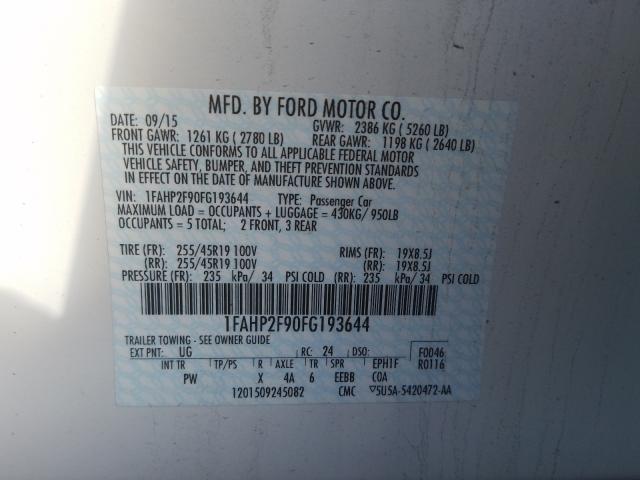 MFD. BY FORD MOTOR CO.
DATE: 09/15 GVWR: 2386 KG ( 5260 LB)
FRONT GAWR: 1261 KG ( 2780 LB) REAR GAWR: 1198 KG ( 2640 LB)
THIS VEHICLE CONFORMS TO ALL APPLICABLE FEDERAL MOTOR
VEHICLE SAFETY, BUMPER, AND THEFT PREVENTION STANDARDS
IN EFFECT ON THE DATE OF MANUFACTURE SHOWN ABOVE.
VIN: 1FAHP2F90FG193644 TYPE: Passenger Car
MAXIMUM LOAD = OCCUPANTS + LUGGAGE = 430KG/ 950LB
OCCUPANTS = 5 TOTAL; 2 FRONT, 3 REAR
TIRE (FR): 255/45R19 100V RIMS (FR): 19X8.5J
(RR): 255/45R19 100V (RR): 19X8.5J
PRESSURE (FR): 235 kPa/ 34 PSI COLD (RR): 235 kPa/ 34 PSI COLD
1FAHP2F90FG193644
TRAILER TOWING - SEE OWNER GUIDE
EXT PNT: UG RC: 24 DSO: F0046
INT TR TP/PS R AXLE TR SPR EPH1F R0116
PW X 4A 6 EEBB COA
1201509245082 CMC ▽5U5A-5420472-AA